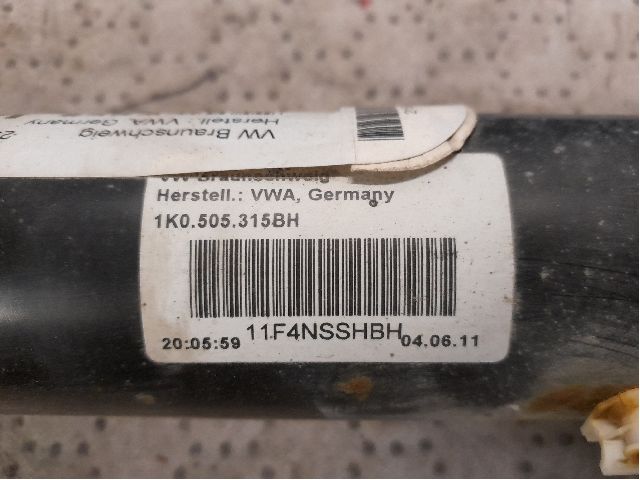 VW Braunschweig
Herstell.: VWA, Germany
VW Braunschweig
Herstell.: VWA, Germany
1K0.505.315BH
11F4NSSHBH
20:05:59
04.06.11